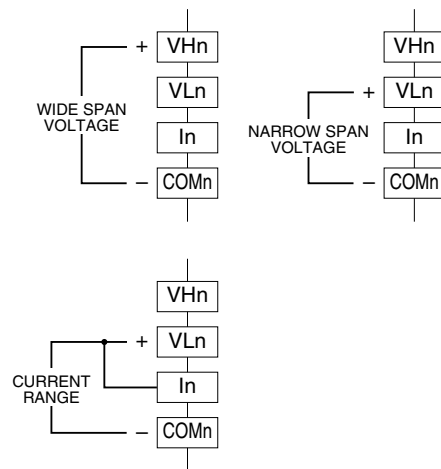 + VHn
VLn
WIDE SPAN
VOLTAGE
In
– COMn
VHn
+ VLn
In
NARROW SPAN
VOLTAGE
– COMn
VHn
+ VLn
In
CURRENT
RANGE
– COMn